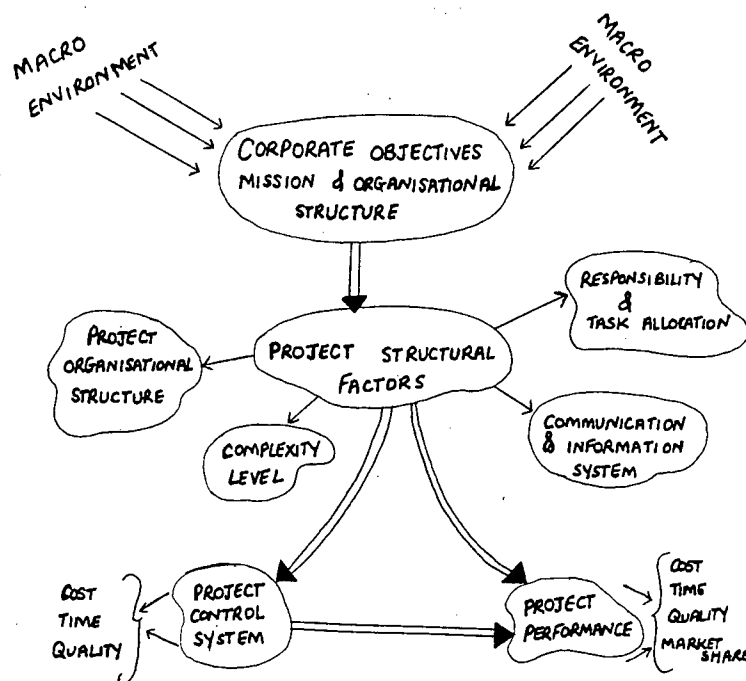 MACRO
ENVIRONMENT
MACRO
ENVIRONMENT
CORPORATE OBJECTIVES
MISSION & ORGANISATIONAL
STRUCTURE
RESPONSIBILITY
&
TASK ALLOCATION
PROJECT
ORGANISATIONAL
STRUCTURE
PROJECT STRUCTURAL
FACTORS
COMPLEXITY
LEVEL
COMMUNICATION
& INFORMATION
SYSTEM
COST
TIME
QUALITY
PROJECT
CONTROL
SYSTEM
PROJECT
PERFORMANCE
COST
TIME
QUALITY
MARKET
SHARE